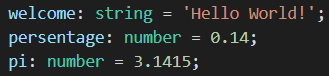 welcome: string = 'Hello World!';
persentage: number = 0.14;
pi: number = 3.1415;